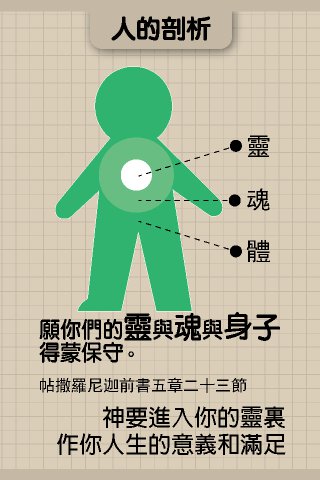 人的剖析
靈
魂
體
願你們的靈與魂與身子
得蒙保守。
帖撒羅尼迦前書五章二十三節
神要進入你的靈裏
作你人生的意義和滿足